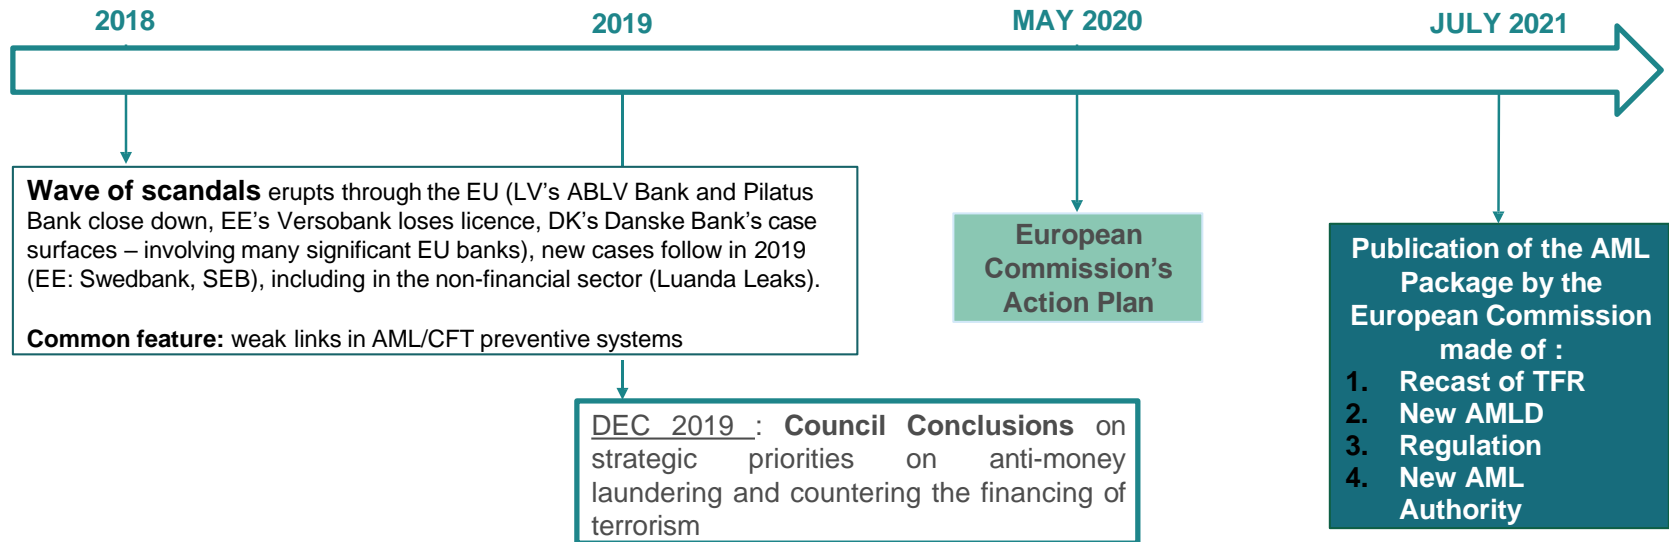 2018
2019
MAY 2020
JULY 2021
Wave of scandals erupts through the EU (LV's ABLV Bank and Pilatus
Bank close down, EE's Versobank loses licence, DK's Danske Bank's case
surfaces – involving many significant EU banks), new cases follow in 2019
(EE: Swedbank, SEB), including in the non-financial sector (Luanda Leaks).
Common feature: weak links in AML/CFT preventive systems
DEC 2019 : Council Conclusions on
strategic priorities on anti-money
laundering and countering the financing of
terrorism
European
Commission's
Action Plan
Publication of the AML
Package by the
European Commission
made of :
1. Recast of TFR
2. New AMLD
3. Regulation
4. New AML
Authority